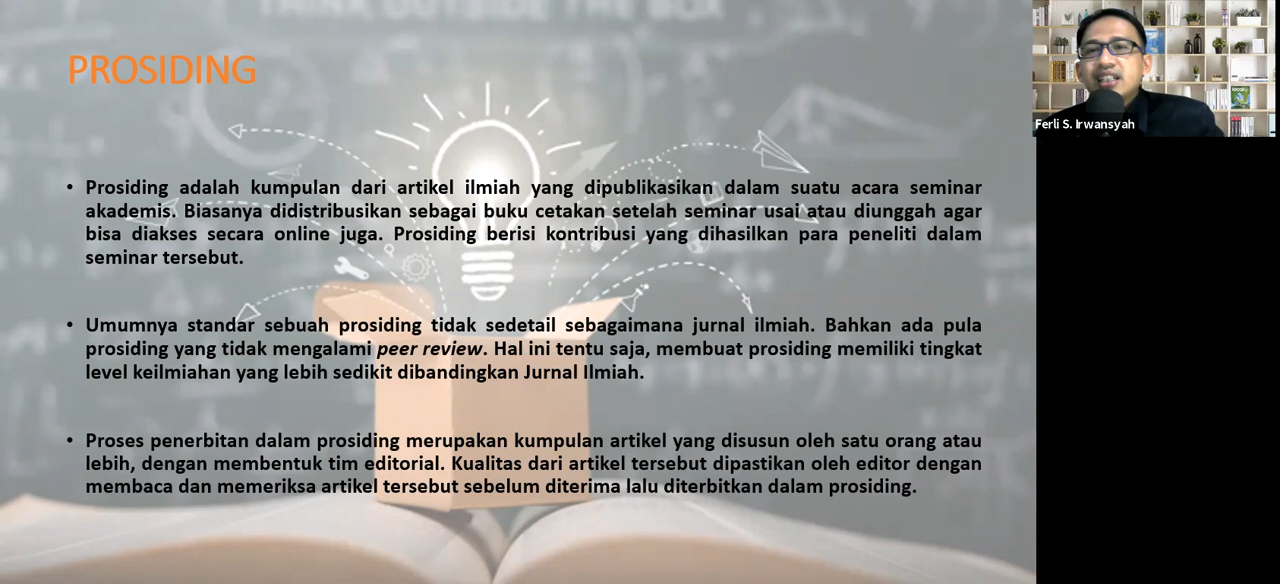 THINK OUTSIDE THE BOX
PROSIDING
Ferli S. Irwansyah
• Prosiding adalah kumpulan dari artikel ilmiah yang dipublikasikan dalam suatu acara seminar
akademis. Biasanya didistribusikan sebagai buku cetakan setelah seminar usai atau diunggah agar
bisa diakses secara online juga. Prosiding berisi kontribusi yang dihasilkan para peneliti dalam
seminar tersebut.
• Umumnya standar sebuah prosiding tidak sedetail sebagaimana jurnal ilmiah. Bahkan ada pula
prosiding yang tidak mengalami peer review. Hal ini tentu saja, membuat prosiding memiliki tingkat
level keilmiahan yang lebih sedikit dibandingkan Jurnal Ilmiah.
• Proses penerbitan dalam prosiding merupakan kumpulan artikel yang disusun oleh satu orang atau
lebih, dengan membentuk tim editorial. Kualitas dari artikel tersebut dipastikan oleh editor dengan
membaca dan memeriksa artikel tersebut sebelum diterima lalu diterbitkan dalam prosiding.